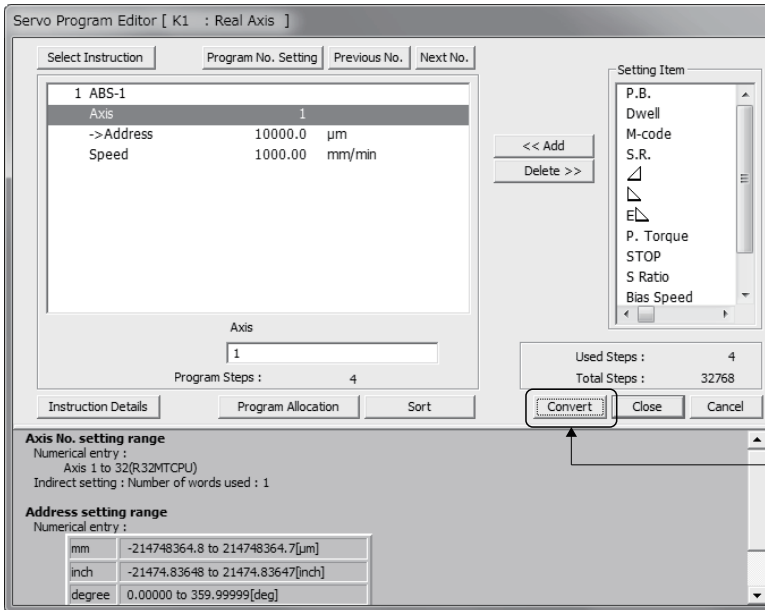 Servo Program Editor [ K1 : Real Axis ]
Select Instruction
Program No. Setting
Previous No.
Next No.
1 ABS-1
Axis 1
->Address 10000.0 µm
Speed 1000.00 mm/min
<< Add
Delete >>
Setting Item
P.B.
Dwell
M-code
S.R.
E
P. Torque
STOP
S Ratio
Bias Speed
Axis
1
Program Steps : 4
Used Steps : 4
Total Steps : 32768
Instruction Details
Program Allocation
Sort
Convert
Close
Cancel
Axis No. setting range
Numerical entry :
Axis 1 to 32(R32MTCPU)
Indirect setting : Number of words used : 1
Address setting range
Numerical entry :
mm -214748364.8 to 214748364.7[µm]
inch -21474.83648 to 21474.83647[inch]
degree 0.00000 to 359.99999[deg]